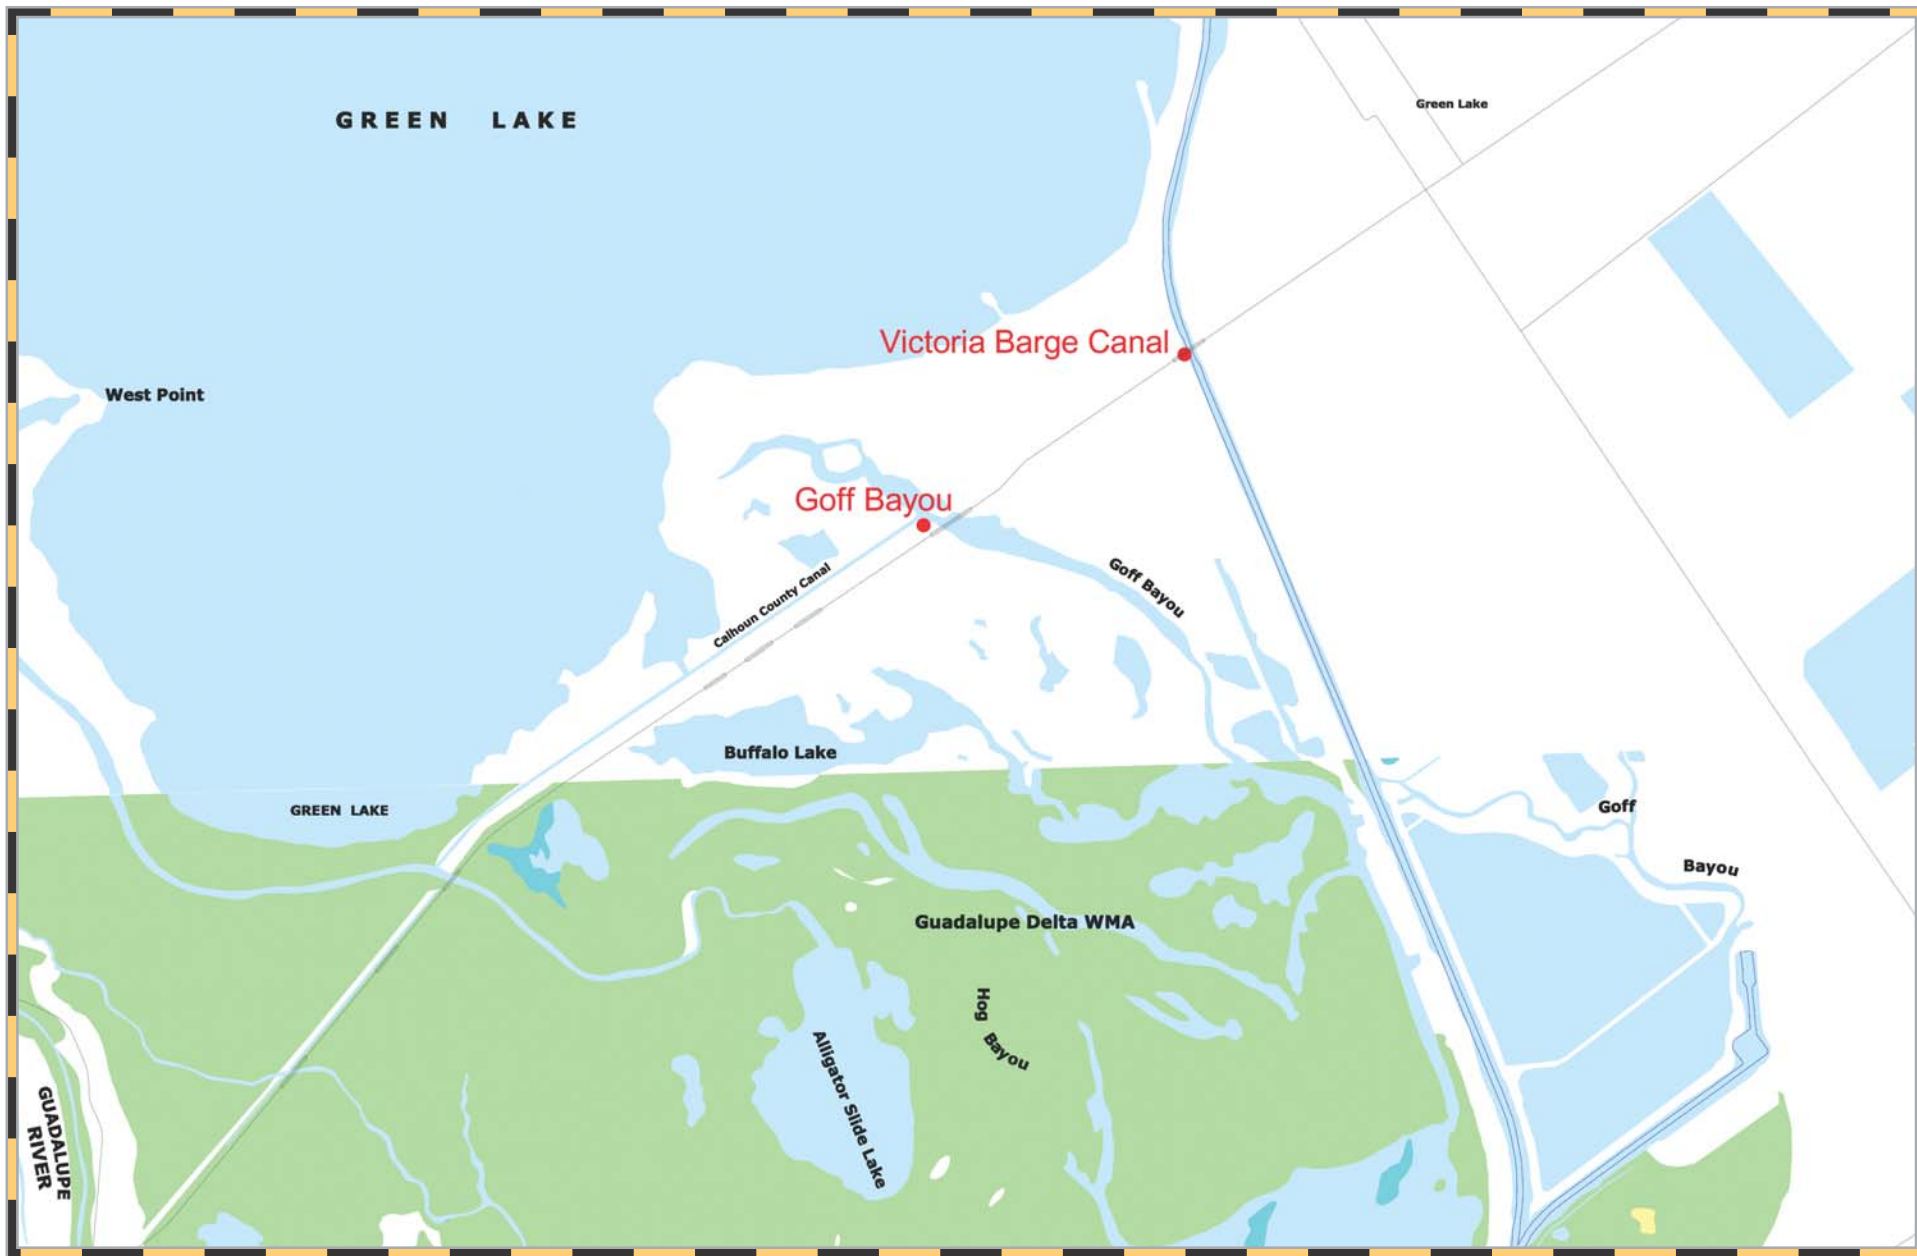 GREEN LAKE
Green Lake
Victoria Barge Canal
West Point
Goff Bayou
Goff Bayou
Calhoun County Canal
Buffalo Lake
GREEN LAKE
Goff
Bayou
Guadalupe Delta WMA
Hog
Bayou
Alligator Slide Lake
GUADALUPE
RIVER